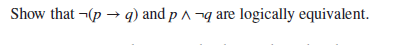 Show that ¬(p → q) and p ∧ ¬q are logically equivalent.